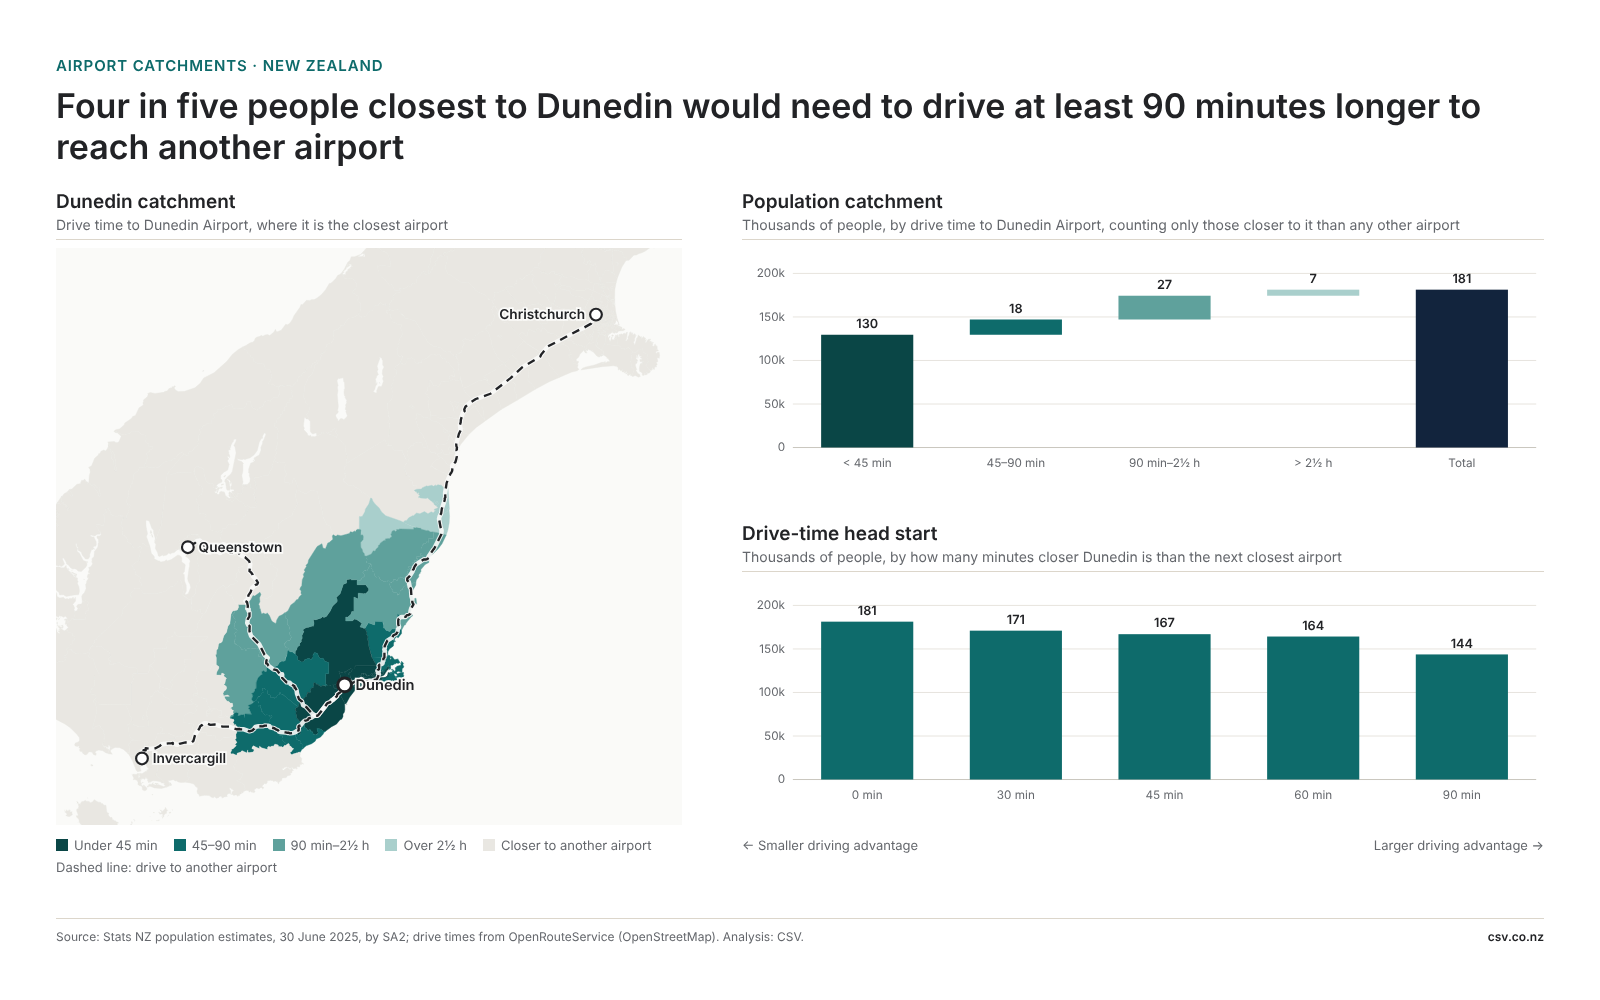 AIRPORT CATCHMENTS · NEW ZEALAND
Four in five people closest to Dunedin would need to drive at least 90 minutes longer to
reach another airport
Dunedin catchment
Drive time to Dunedin Airport, where it is the closest airport
Christchurch
Queenstown
Dunedin
Invercargill
Under 45 min 45–90 min 90 min–2½ h Over 2½ h Closer to another airport
Dashed line: drive to another airport
Population catchment
Thousands of people, by drive time to Dunedin Airport, counting only those closer to it than any other airport
200k
150k
100k
50k
0
130
18
27
7
181
< 45 min 45–90 min 90 min–2½ h > 2½ h Total
Drive-time head start
Thousands of people, by how many minutes closer Dunedin is than the next closest airport
200k
150k
100k
50k
0
181
171
167
164
144
0 min 30 min 45 min 60 min 90 min
← Smaller driving advantage Larger driving advantage →
Source: Stats NZ population estimates, 30 June 2025, by SA2; drive times from OpenRouteService (OpenStreetMap). Analysis: CSV.
csv.co.nz